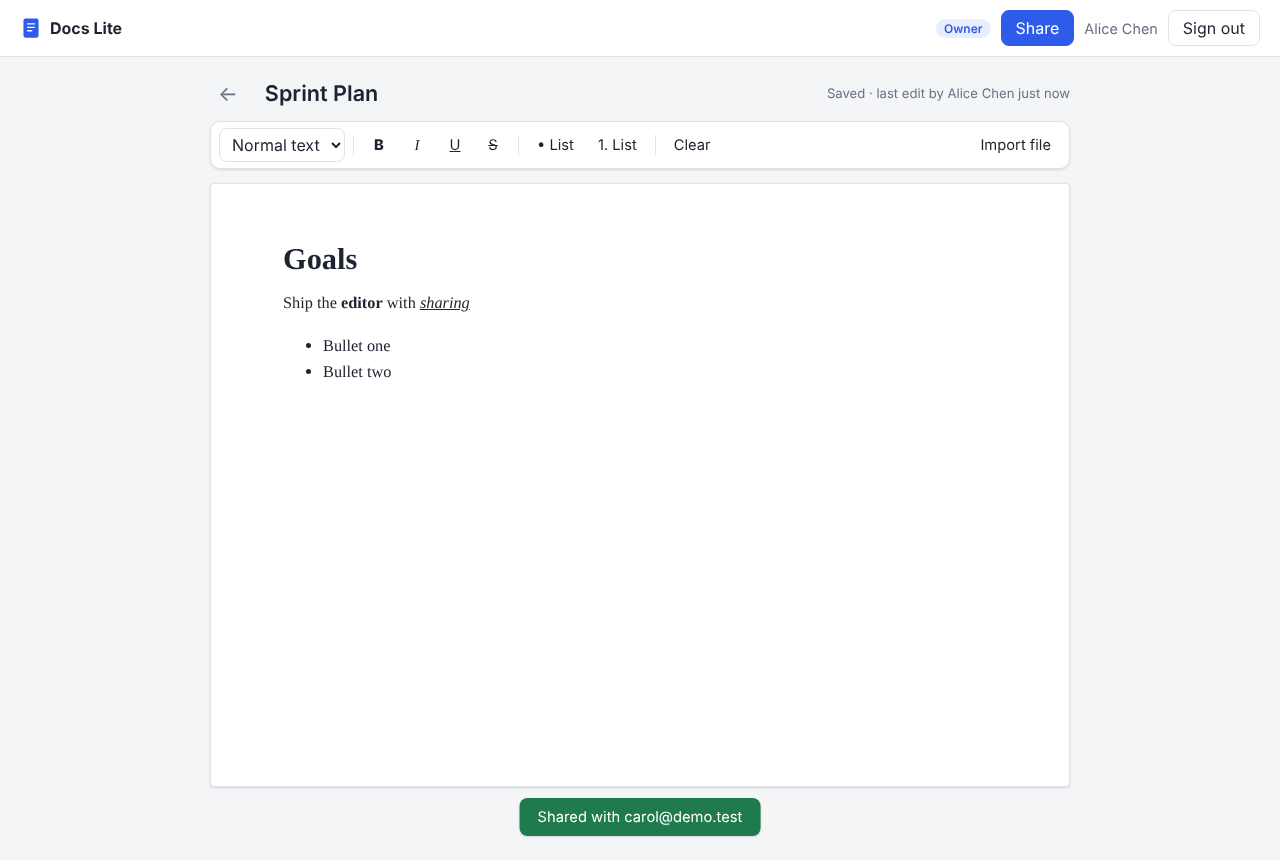 Docs Lite
Owner
Share
Alice Chen
Sign out
Sprint Plan
Saved · last edit by Alice Chen just now
Normal text
B
I
U
S
• List
1. List
Clear
Import file
Goals
Ship the editor with sharing
• Bullet one
• Bullet two
Shared with carol@demo.test